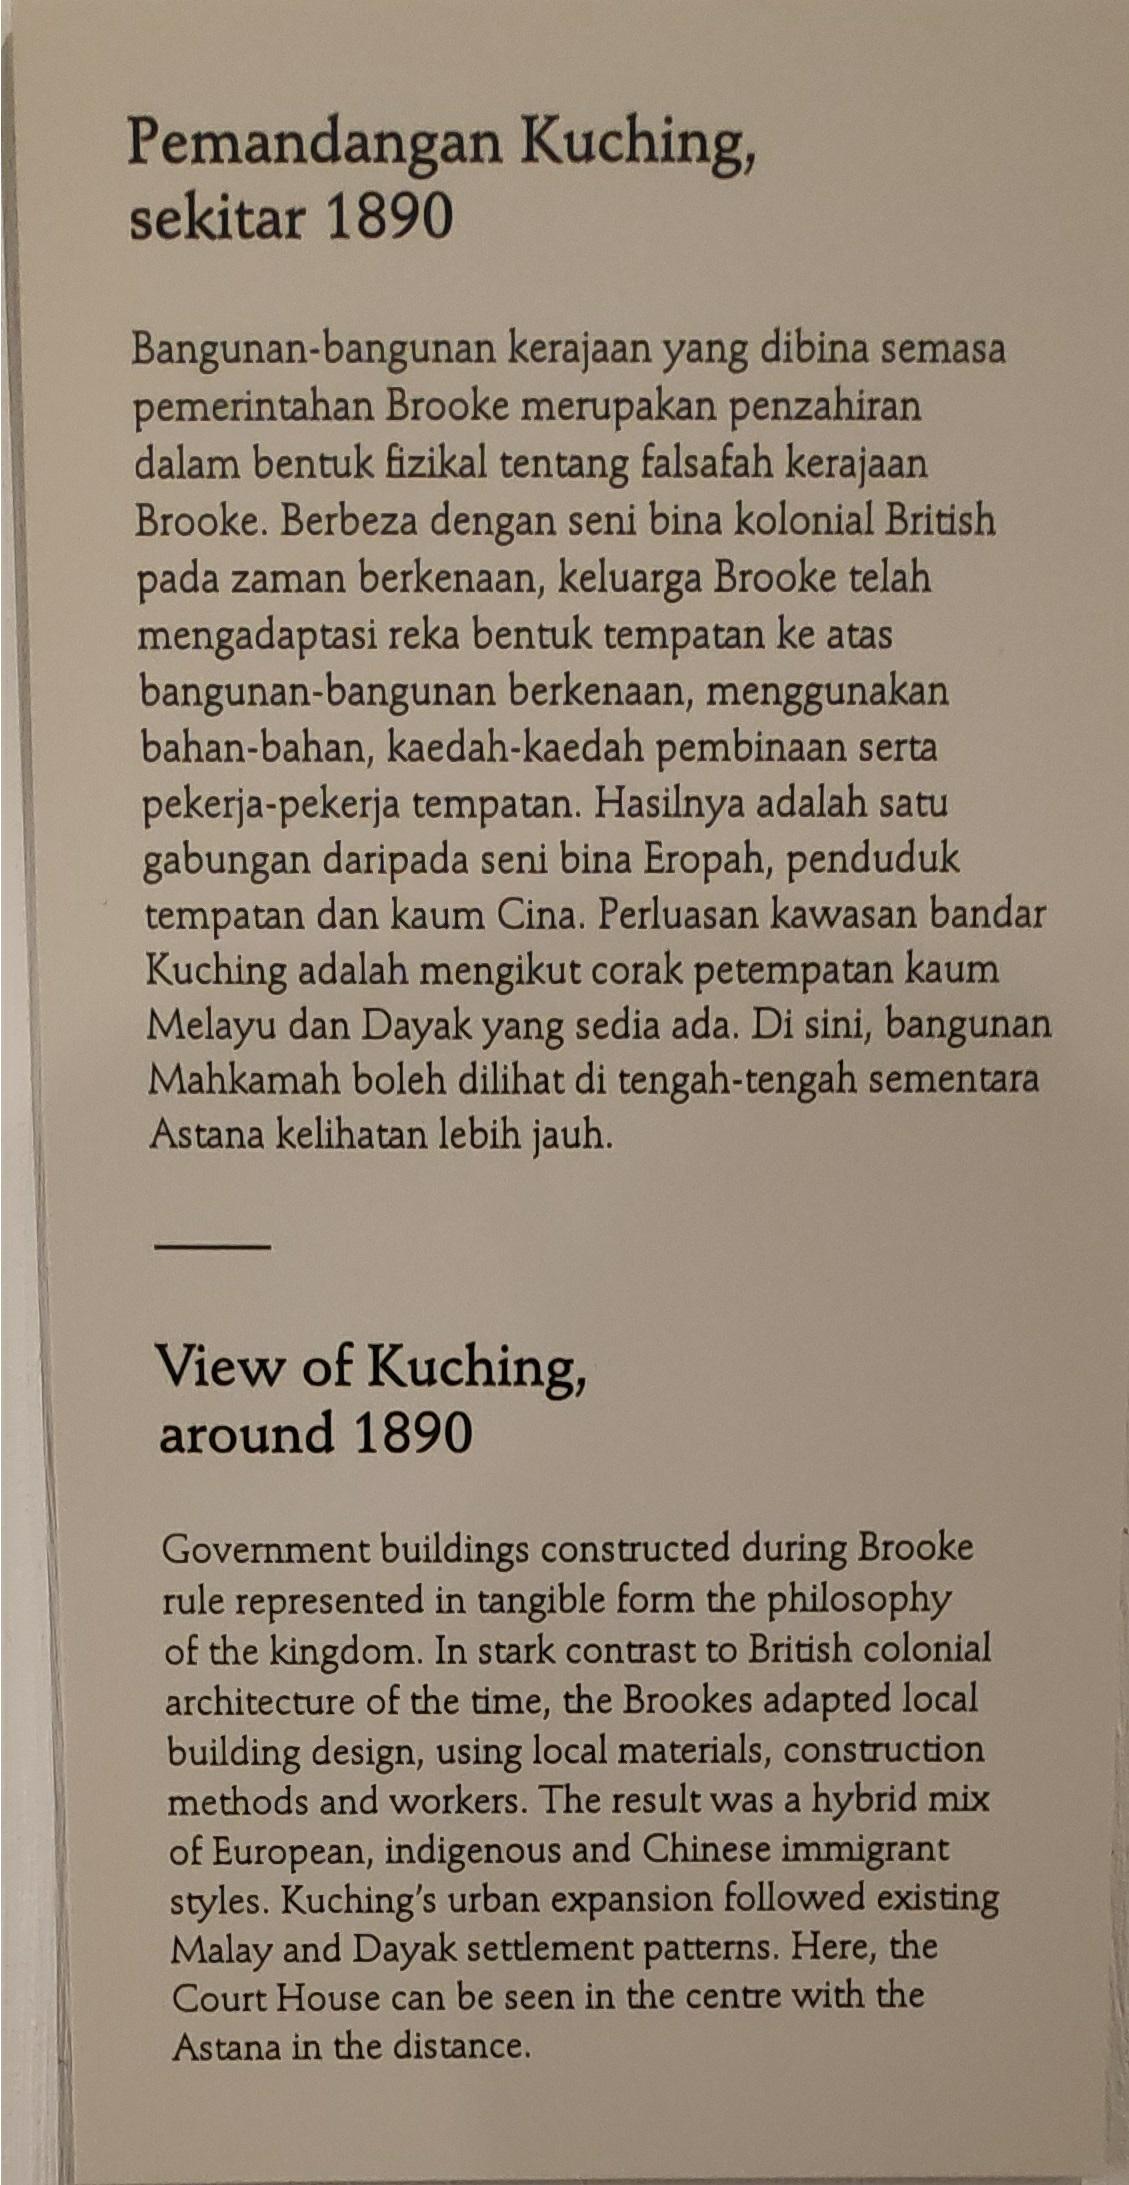 Pemandangan Kuching,
sekitar 1890
Bangunan-bangunan kerajaan yang dibina semasa
pemerintahan Brooke merupakan penzahiran
dalam bentuk fizikal tentang falsafah kerajaan
Brooke. Berbeza dengan seni bina kolonial British
pada zaman berkenaan, keluarga Brooke telah
mengadaptasi reka bentuk tempatan ke atas
bangunan-bangunan berkenaan, menggunakan
bahan-bahan, kaedah-kaedah pembinaan serta
pekerja-pekerja tempatan. Hasilnya adalah satu
gabungan daripada seni bina Eropah, penduduk
tempatan dan kaum Cina. Perluasan kawasan bandar
Kuching adalah mengikut corak petempatan kaum
Melayu dan Dayak yang sedia ada. Di sini, bangunan
Mahkamah boleh dilihat di tengah-tengah sementara
Astana kelihatan lebih jauh.
View of Kuching,
around 1890
Government buildings constructed during Brooke
rule represented in tangible form the philosophy
of the kingdom. In stark contrast to British colonial
architecture of the time, the Brookes adapted local
building design, using local materials, construction
methods and workers. The result was a hybrid mix
of European, indigenous and Chinese immigrant
styles. Kuching's urban expansion followed existing
Malay and Dayak settlement patterns. Here, the
Court House can be seen in the centre with the
Astana in the distance.